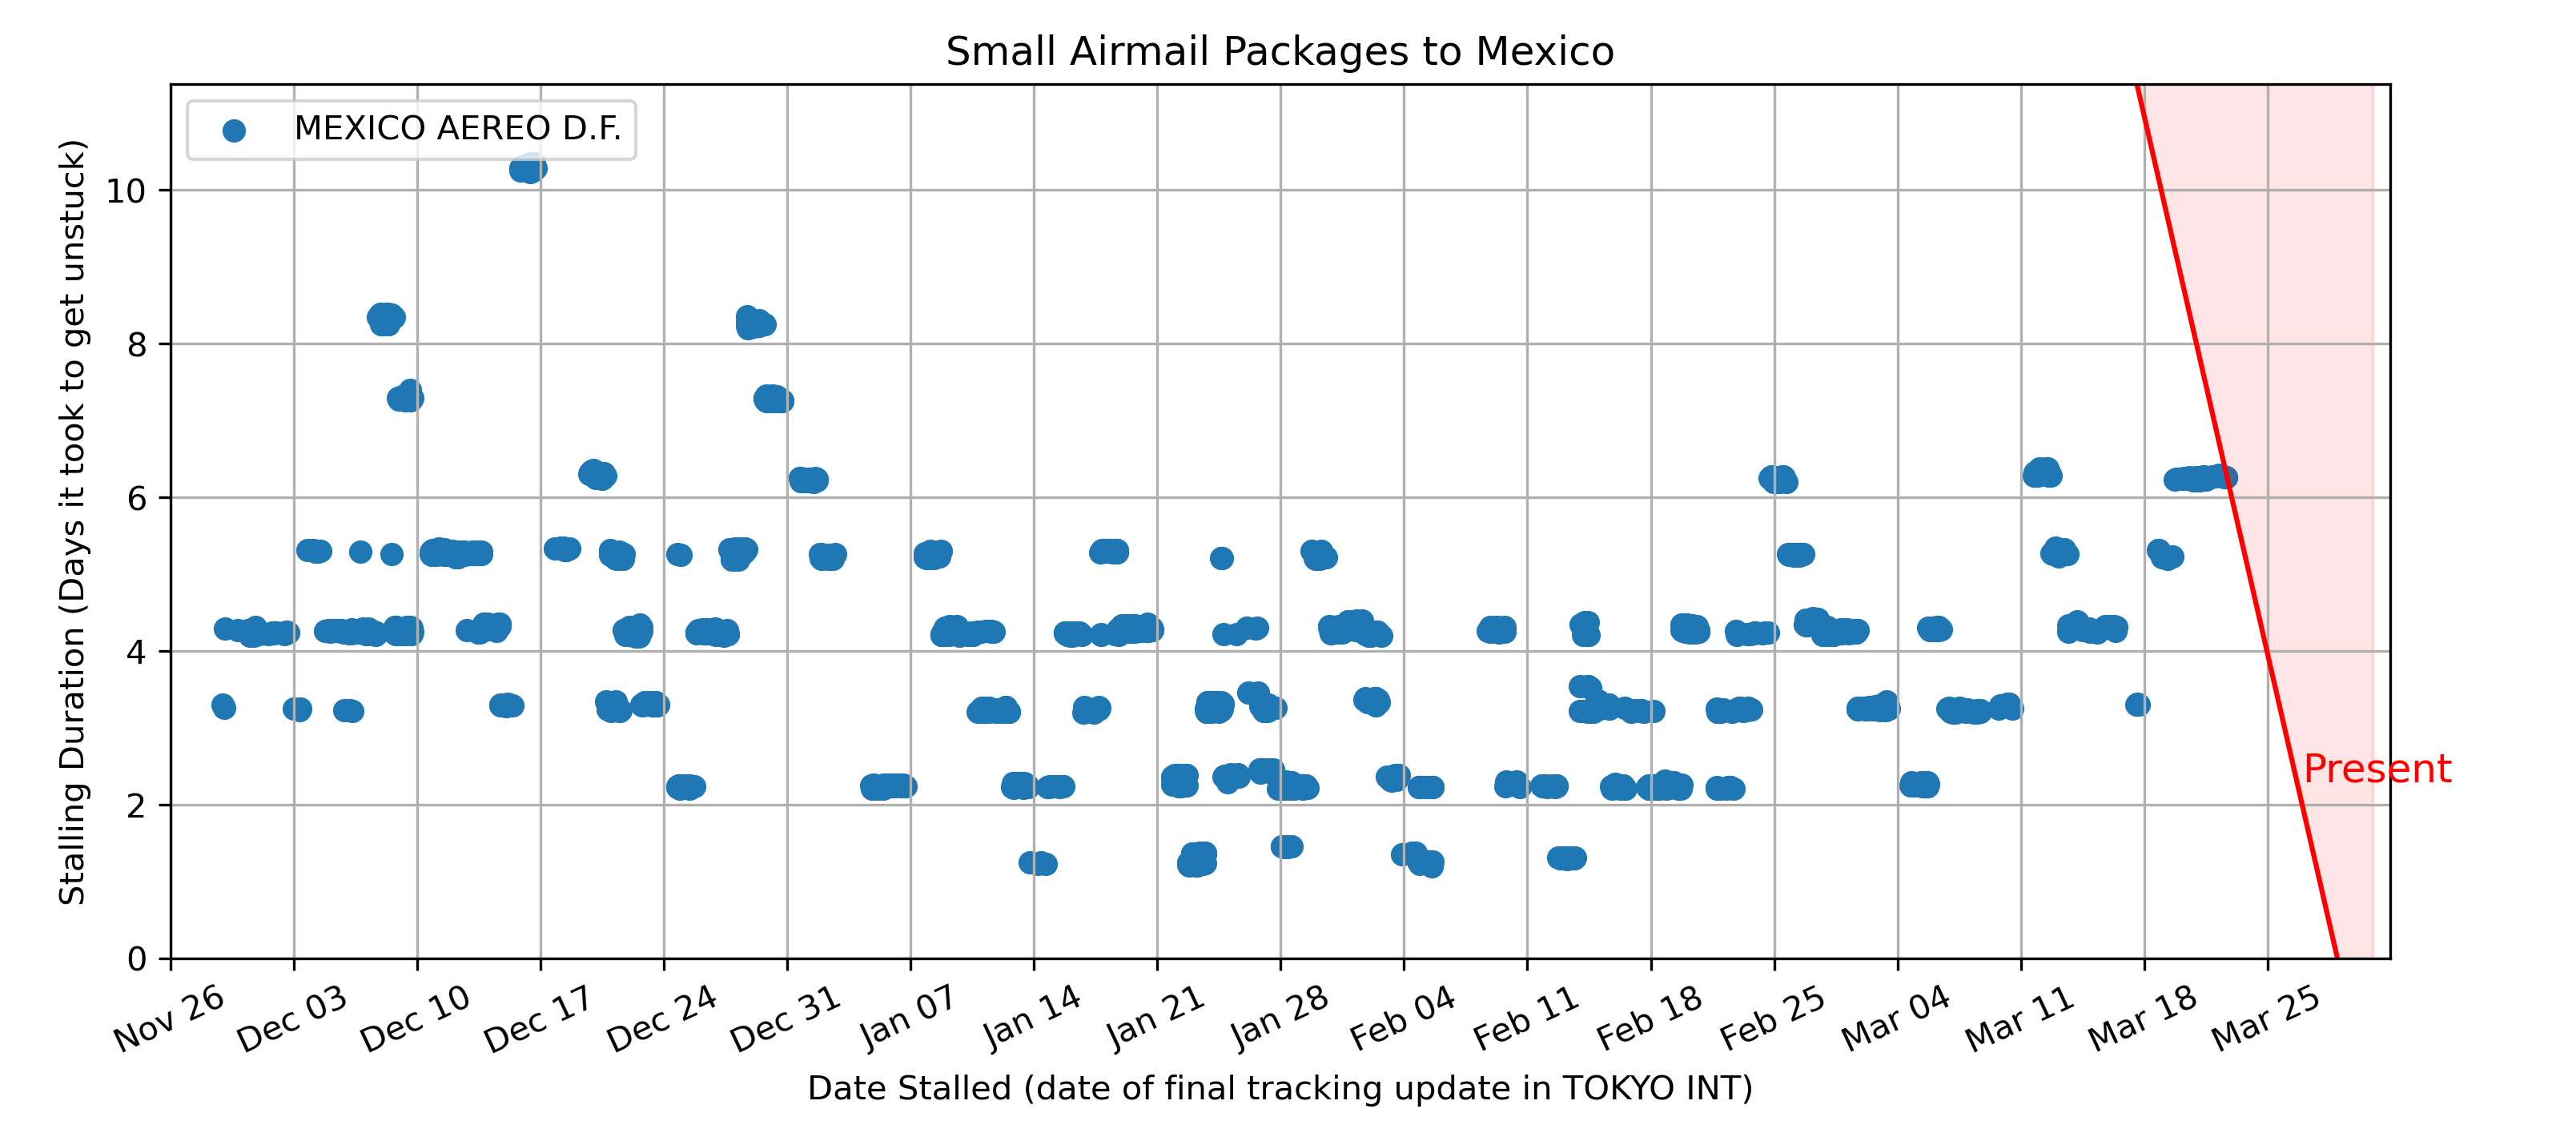 Small Airmail Packages to Mexico
MEXICO AEREO D.F.
Stalling Duration (Days it took to get unstuck)
10
8
6
4
2
0
Present
Nov 26
Dec 03
Dec 10
Dec 17
Dec 24
Dec 31
Jan 07
Jan 14
Jan 21
Jan 28
Feb 04
Feb 11
Feb 18
Feb 25
Mar 04
Mar 11
Mar 18
Mar 25
Date Stalled (date of final tracking update in TOKYO INT)